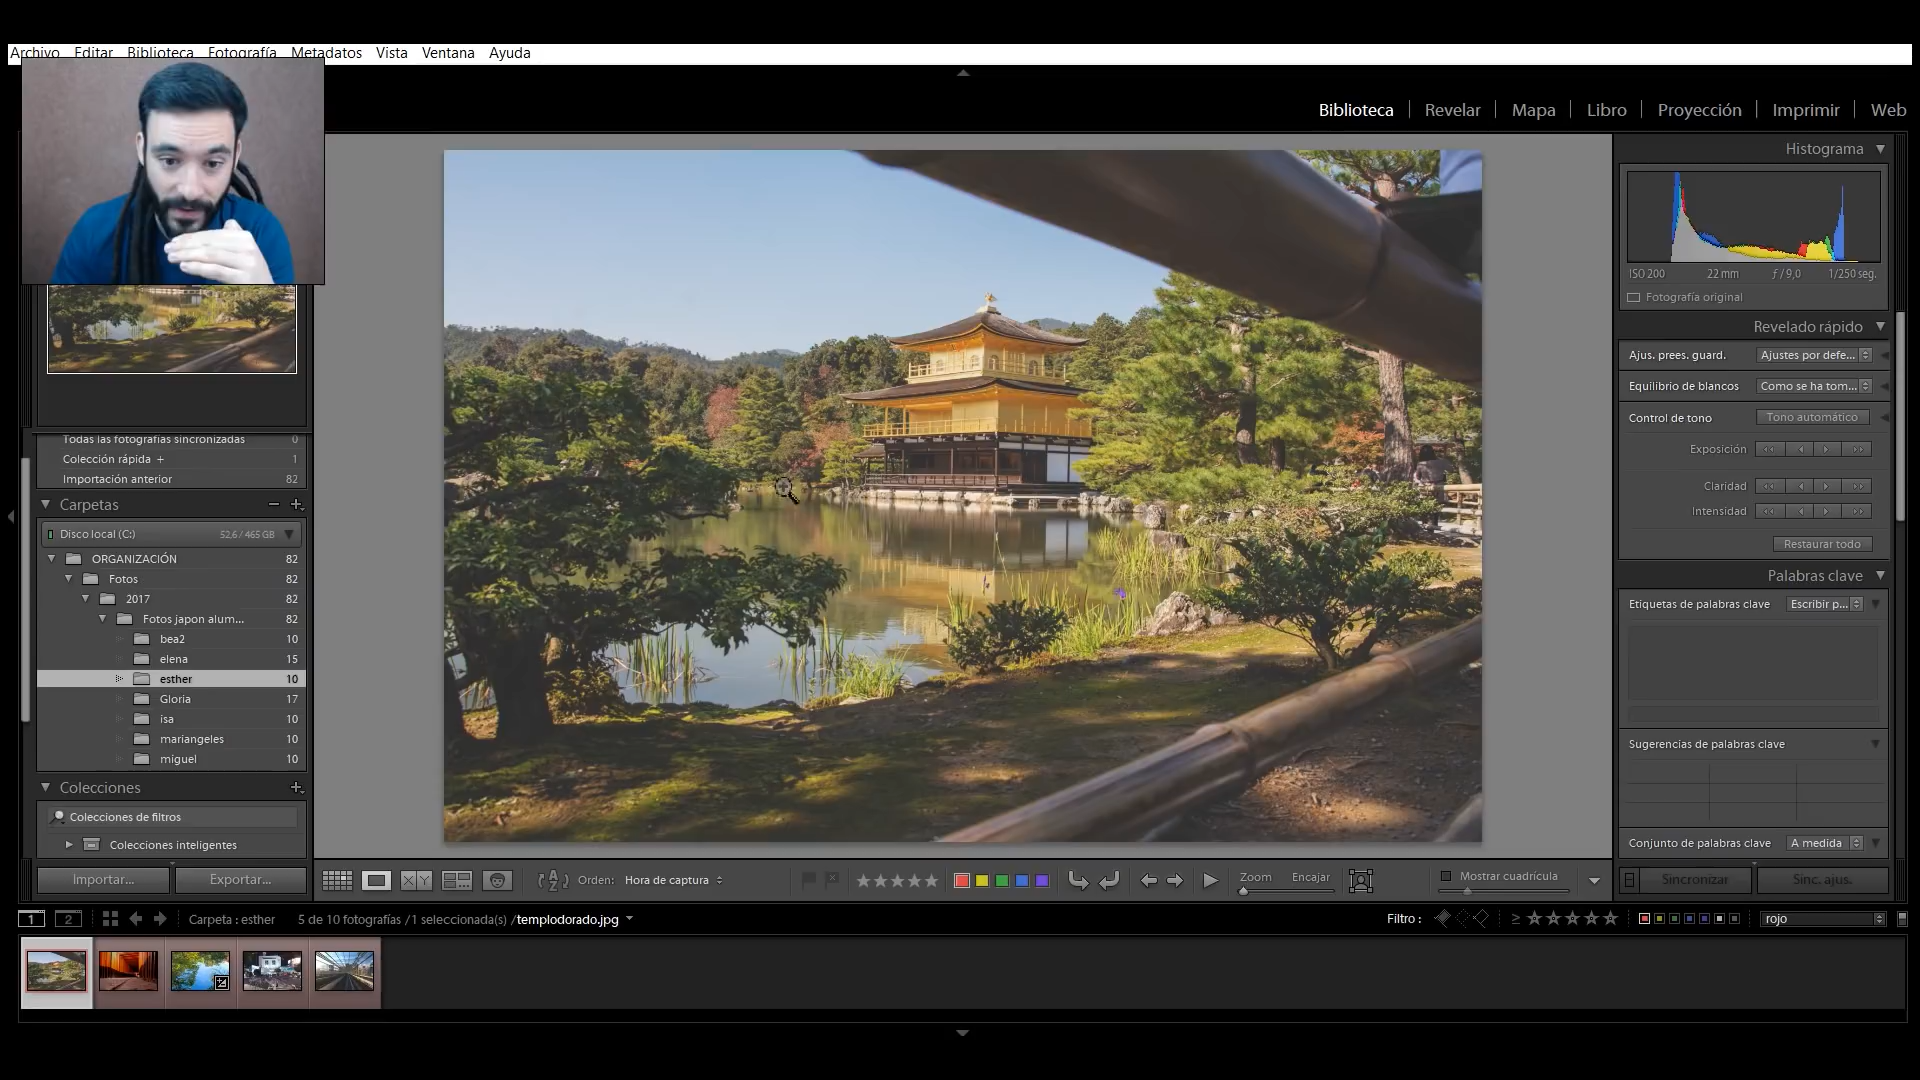 Archivo Editar Biblioteca Fotografía Metadatos Vista Ventana Ayuda
Biblioteca Revelar Mapa Libro Proyección Imprimir Web
Histograma
ISO 200 22 mm ƒ / 9,0 1/250 seg.
Fotografía original
Revelado rápido
Ajus. prees. guard. Ajustes por defe...
Equilibrio de blancos Como se ha tom...
Control de tono Tono automático
Exposición
Claridad
Intensidad
Restaurar todo
Palabras clave
Etiquetas de palabras clave Escribir p...
Sugerencias de palabras clave
Conjunto de palabras clave A medida
Sincronizar Sinc. ajus.
Todas las fotografías sincronizadas 0
Colección rápida + 1
Importación anterior 82
Carpetas
Disco local (C:) 52,6 / 465 GB
ORGANIZACIÓN 82
Fotos 82
2017 82
Fotos japon alum... 82
bea2 10
elena 15
esther 10
Gloria 17
isa 10
mariangeles 10
miguel 10
Colecciones
Colecciones de filtros
Colecciones inteligentes
Importar... Exportar...
XY Orden: Hora de captura Zoom Encajar Mostrar cuadrícula
1 2 Carpeta : esther 5 de 10 fotografías /1 seleccionada(s) /templodorado.jpg Filtro : ≥ rojo